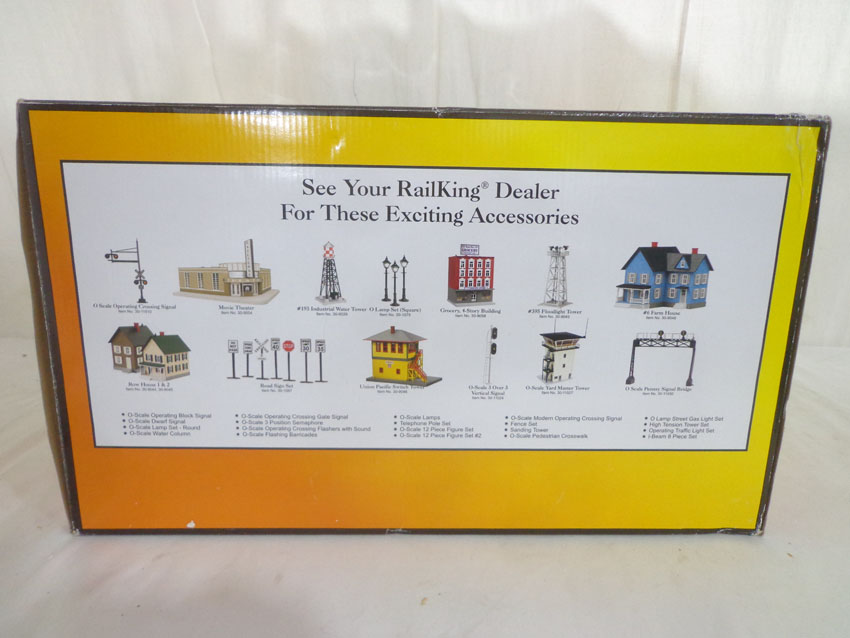 See Your RailKing® Dealer
For These Exciting Accessories
O Scale Operating Crossing Signal
Movie Theater
#193 Industrial Water Tower
O Lamp Set (Square)
Grocery, 4-Story Building
#395 Floodlight Tower
#6 Farm House
Row House 1 & 2
Road Sign Set
Union Pacific Switch Tower
O-Scale 3 Over 3
Vertical Signal
O-Scale Yard Master Tower
O Scale Pennsy Signal Bridge
• O-Scale Operating Block Signal
• O-Scale Dwarf Signal
• O-Scale Lamp Set - Round
• O-Scale Water Column
• O-Scale Operating Crossing Gate Signal
• O-Scale 3 Position Semaphore
• O-Scale Operating Crossing Flashers with Sound
• O-Scale Flashing Barricades
• O-Scale Lamps
• Telephone Pole Set
• O-Scale 12 Piece Figure Set
• O-Scale 12 Piece Figure Set #2
• O-Scale Modern Operating Crossing Signal
• Fence Set
• Sanding Tower
• O-Scale Pedestrian Crosswalk
• O Lamp Street Gas Light Set
• High Tension Tower Set
• Operating Traffic Light Set
• I-Beam 8 Piece Set